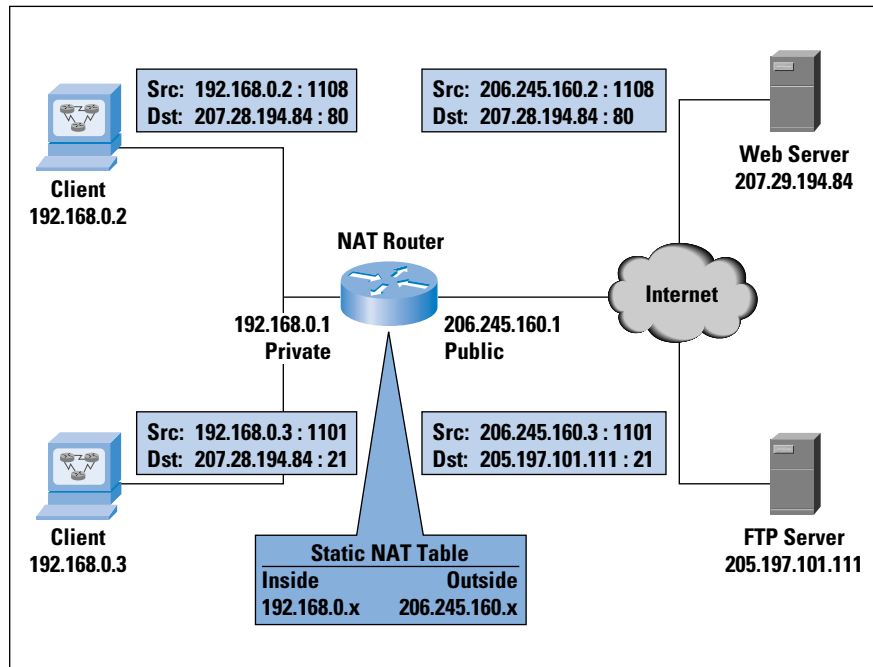 Src: 192.168.0.2 : 1108
Dst: 207.28.194.84 : 80
Src: 206.245.160.2 : 1108
Dst: 207.28.194.84 : 80
Client
192.168.0.2
Web Server
207.29.194.84
NAT Router
Internet
192.168.0.1
Private
206.245.160.1
Public
Src: 192.168.0.3 : 1101
Dst: 207.28.194.84 : 21
Src: 206.245.160.3 : 1101
Dst: 205.197.101.111 : 21
Client
192.168.0.3
FTP Server
205.197.101.111
Static NAT Table
Inside Outside
192.168.0.x 206.245.160.x